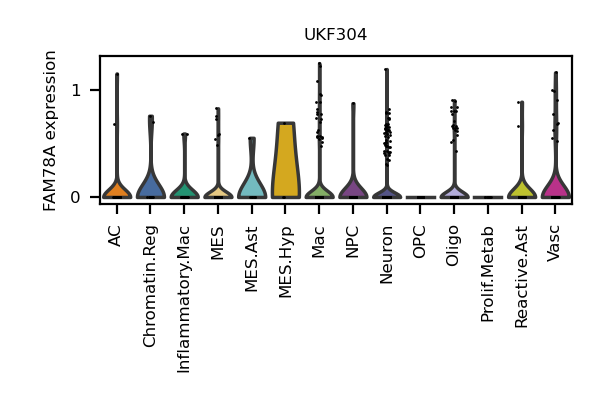 UKF304
FAM78A expression
1
0
AC
Chromatin.Reg
Inflammatory.Mac
MES
MES.Ast
MES.Hyp
Mac
NPC
Neuron
OPC
Oligo
Prolif.Metab
Reactive.Ast
Vasc